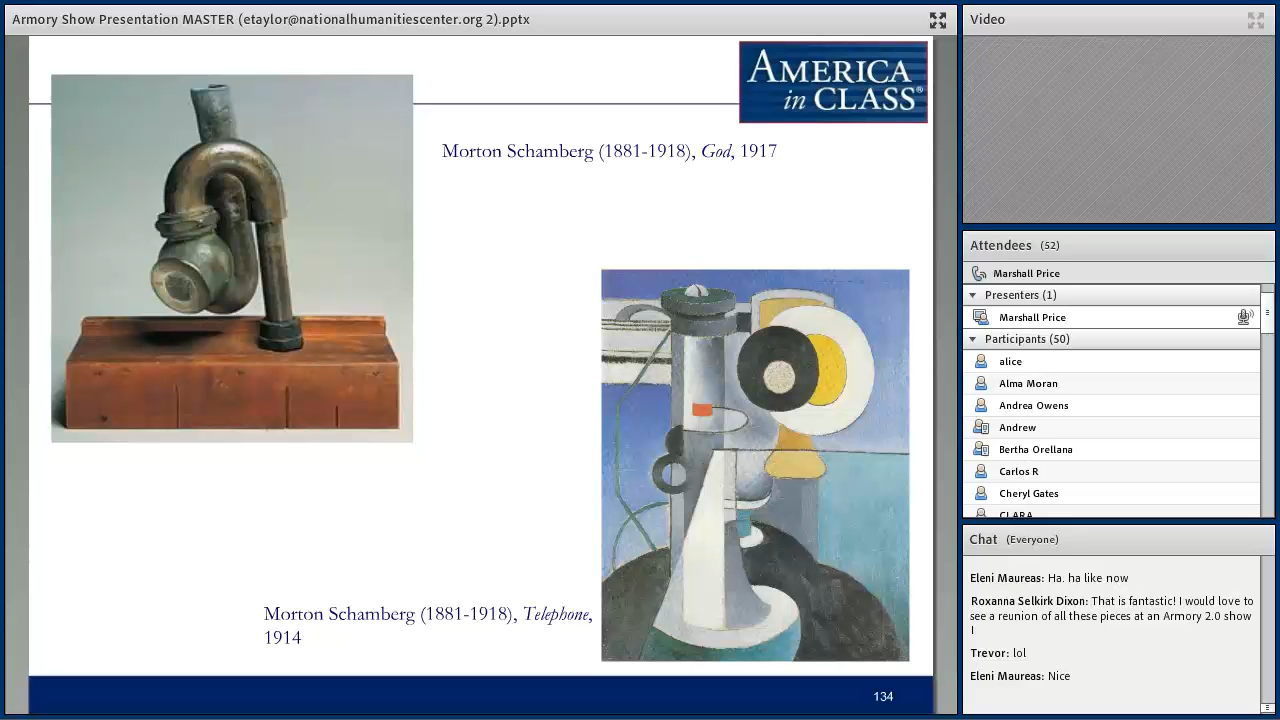 Armory Show Presentation MASTER (etaylor@nationalhumanitiescenter.org 2).pptx
AMERICA
in CLASS®
Morton Schamberg (1881-1918), God, 1917
Morton Schamberg (1881-1918), Telephone,
1914
134
Video
Attendees (52)
Marshall Price
Presenters (1)
Marshall Price
Participants (50)
alice
Alma Moran
Andrea Owens
Andrew
Bertha Orellana
Carlos R
Cheryl Gates
CLARA
Chat (Everyone)
Eleni Maureas: Ha. ha like now
Roxanna Selkirk Dixon: That is fantastic! I would love to
see a reunion of all these pieces at an Armory 2.0 show
!
Trevor: lol
Eleni Maureas: Nice